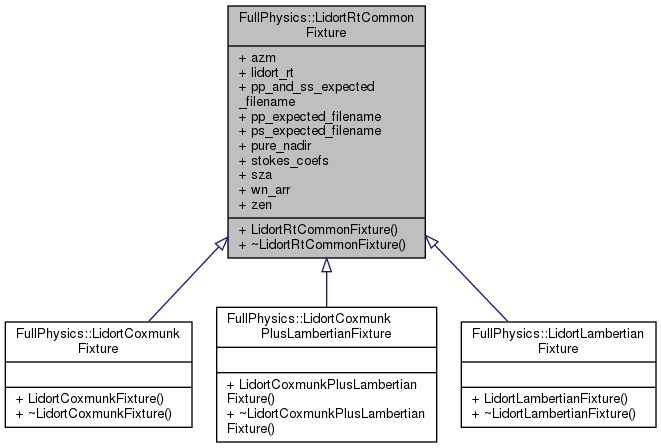 FullPhysics::LidortRtCommon
Fixture
+ azm
+ lidort_rt
+ pp_and_ss_expected
_filename
+ pp_expected_filename
+ ps_expected_filename
+ pure_nadir
+ stokes_coefs
+ sza
+ wn_arr
+ zen
+ LidortRtCommonFixture()
+ ~LidortRtCommonFixture()
FullPhysics::LidortCoxmunk
Fixture
+ LidortCoxmunkFixture()
+ ~LidortCoxmunkFixture()
FullPhysics::LidortCoxmunk
PlusLambertianFixture
+ LidortCoxmunkPlusLambertian
Fixture()
+ ~LidortCoxmunkPlusLambertian
Fixture()
FullPhysics::LidortLambertian
Fixture
+ LidortLambertianFixture()
+ ~LidortLambertianFixture()